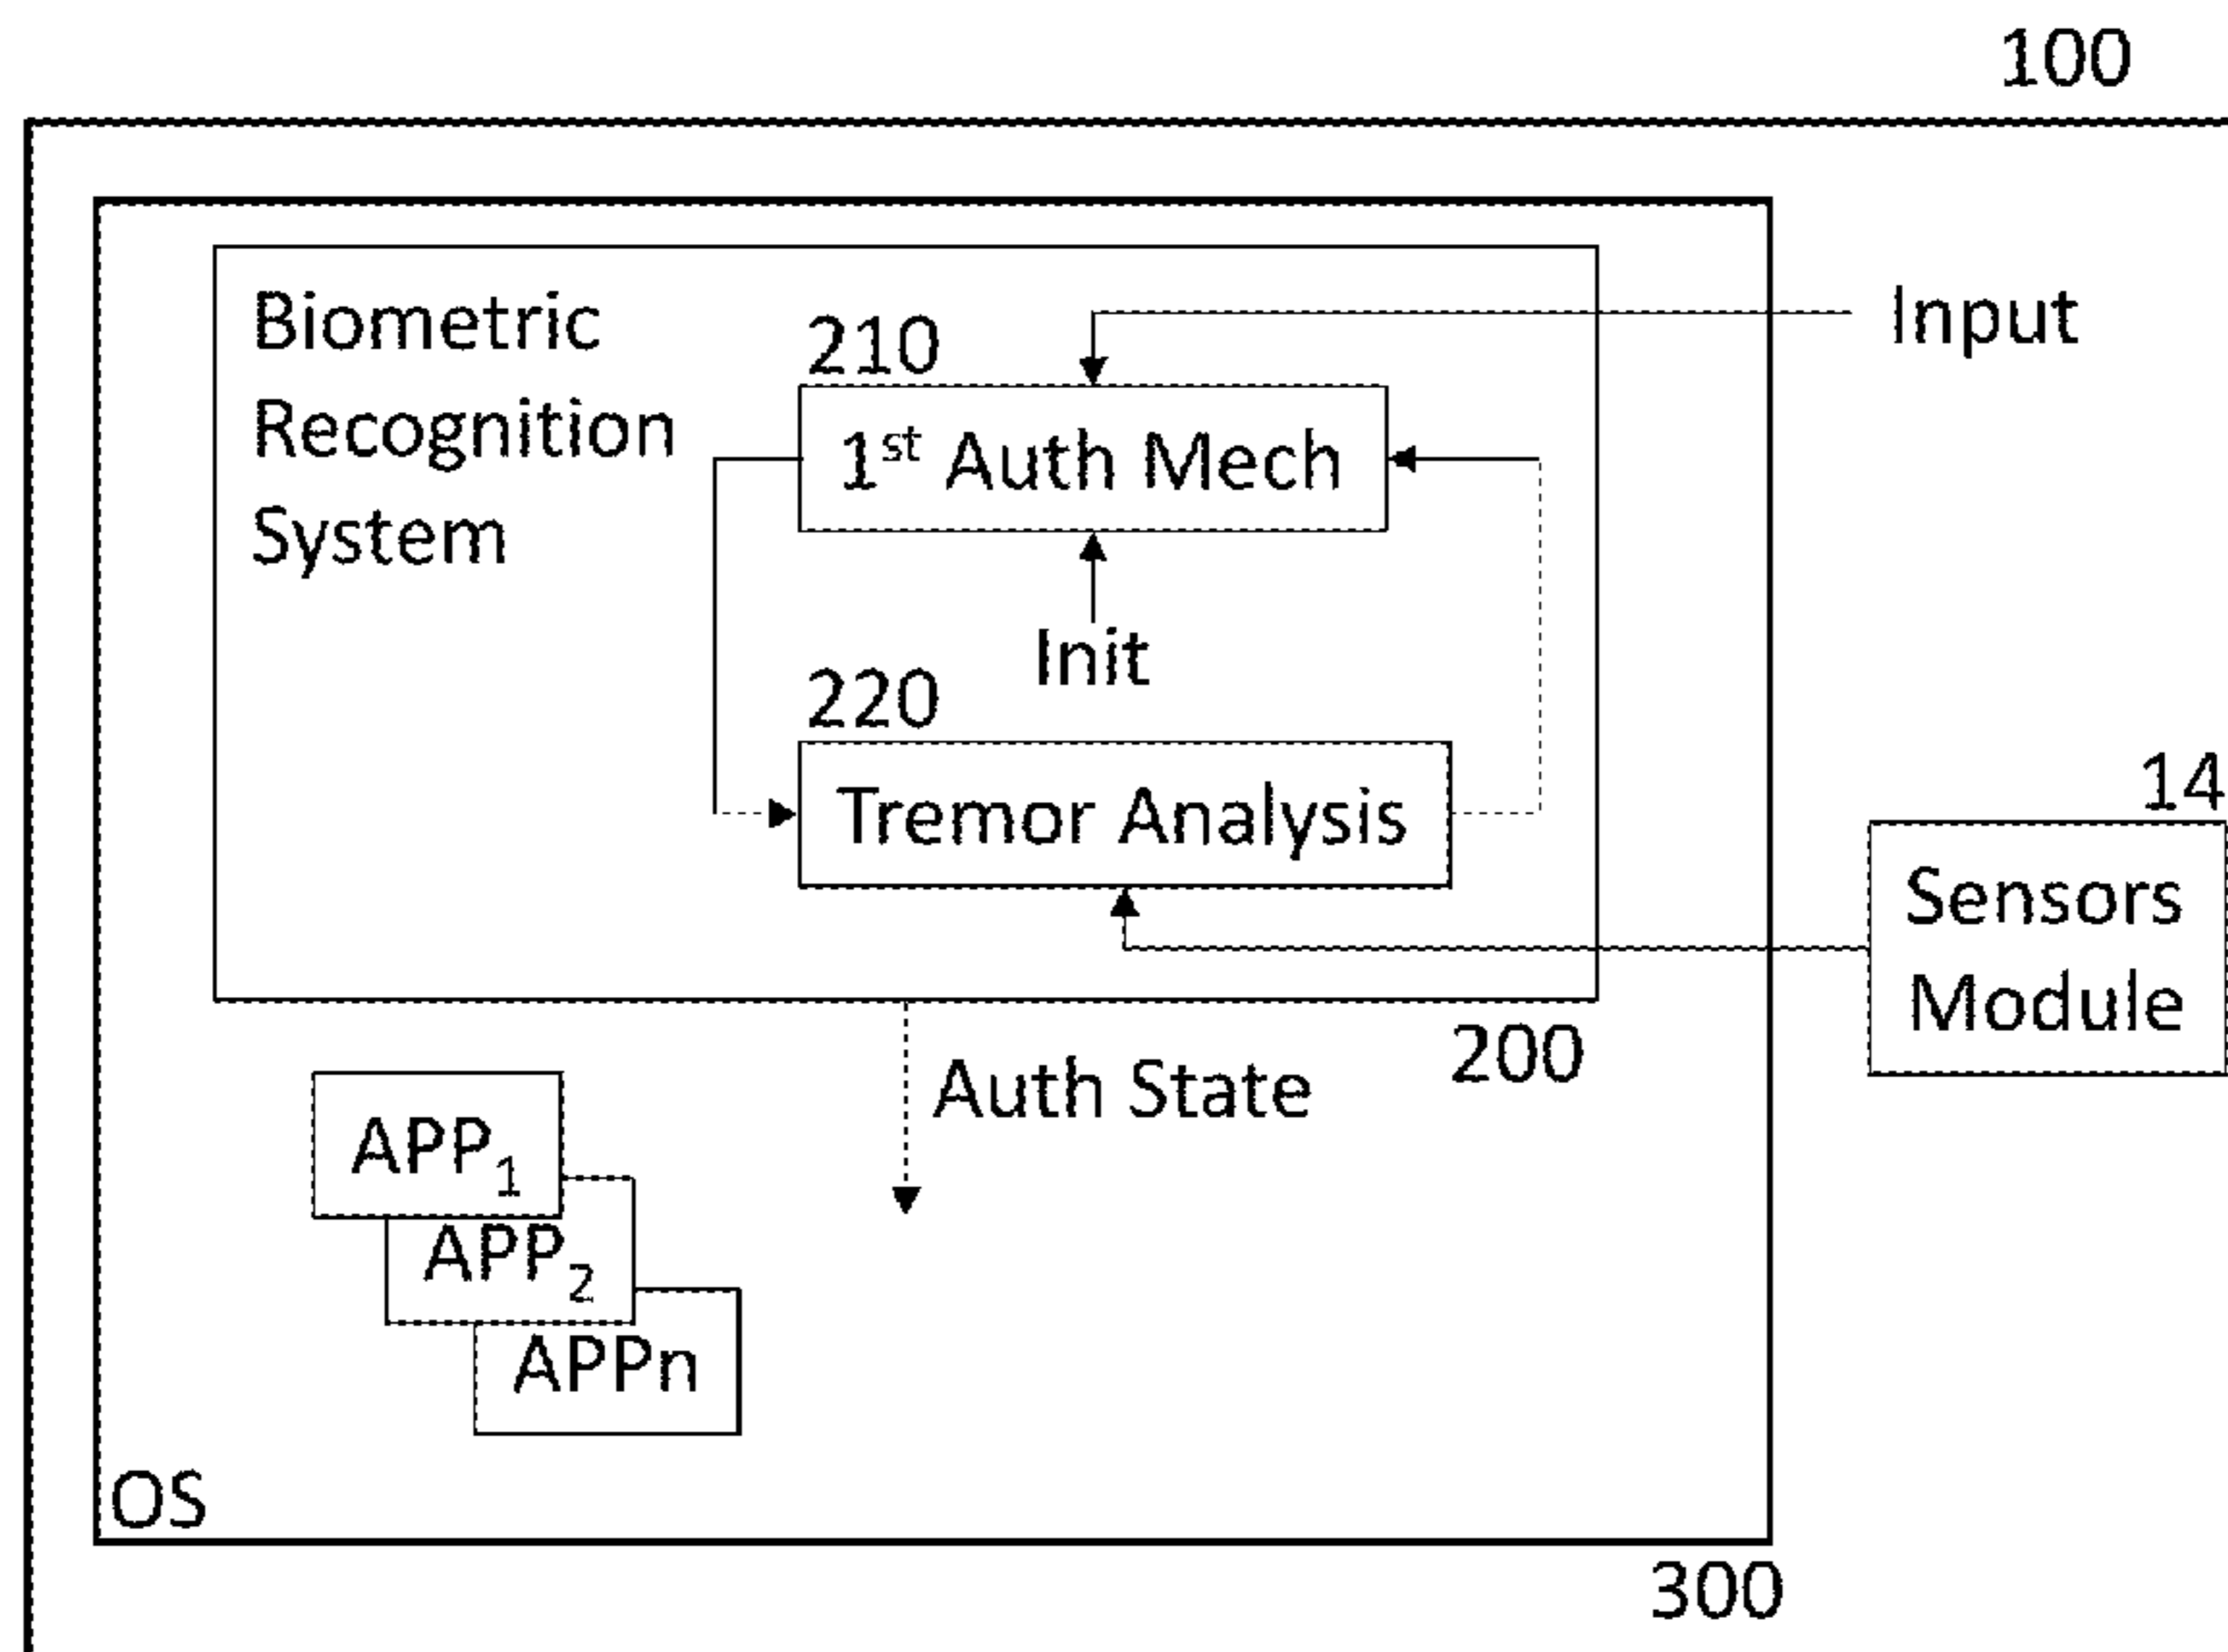 100
Biometric
Recognition
System
210
Input
1st Auth Mech
Init
220
Tremor Analysis
14
Sensors
Module
200
Auth State
APP1
APP2
APPn
OS
300